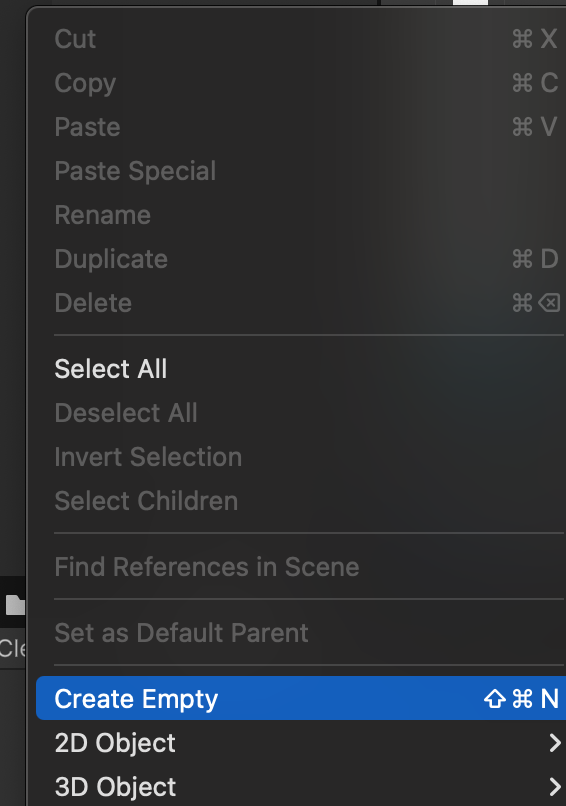 Cut ⌘ X
Copy ⌘ C
Paste ⌘ V
Paste Special
Rename
Duplicate ⌘ D
Delete ⌘ ⌫
Select All
Deselect All
Invert Selection
Select Children
Find References in Scene
Set as Default Parent
Cle
Create Empty ⇧ ⌘ N
2D Object
3D Object